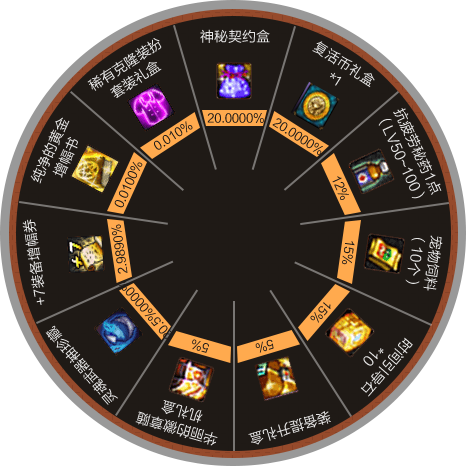 神秘契约盒
20.0000%
复活币礼盒
*1
20.0000%
抗疲劳秘药1点
（LV50~100）
12%
宠物饲料
（10个）
15%
时间引导石
*10
15%
装备提升礼盒
5%
华丽的徽章随
机礼盒
5%
灵魂武器袖珍罐
0.5000%
+7装备增幅券
+7
2.9890%
纯净的黄金
增幅书
0.0100%
稀有克隆装扮
套装礼盒
0.010%